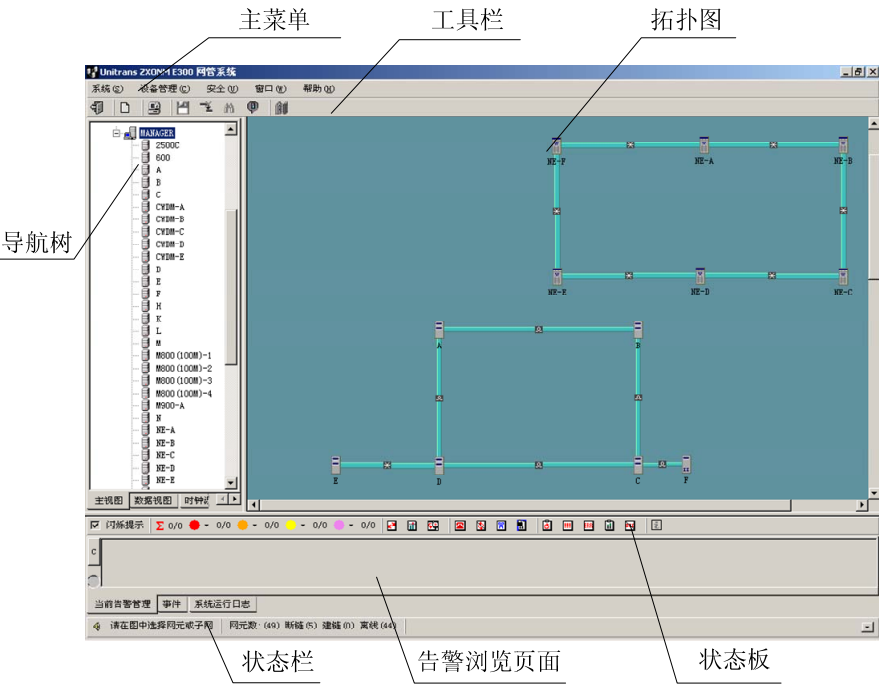 主菜单 工具栏 拓扑图
Unitrans ZXONM E300 网管系统
系统(S) 设备管理(C) 安全(U) 窗口(W) 帮助(H)
MANAGER
2500C
600
A
B
C
CWDM-A
CWDM-B
CWDM-C
CWDM-D
CWDM-E
D
E
F
H
K
L
M
M800(100M)-1
M800(100M)-2
M800(100M)-3
M800(100M)-4
M900-A
N
NE-A
NE-B
NE-C
NE-D
NE-E
导航树
NE-F NE-A NE-B
NE-E NE-D NE-C
A B
E D C F
主视图 数据视图
闪烁提示 Σ 0/0 - 0/0 - 0/0 - 0/0 - 0/0
C
当前告警管理 事件 系统运行日志
请在图中选择网元或子网 网元数:(49) 断链(5) 建链(0) 离线(44)
状态栏 告警浏览页面 状态板